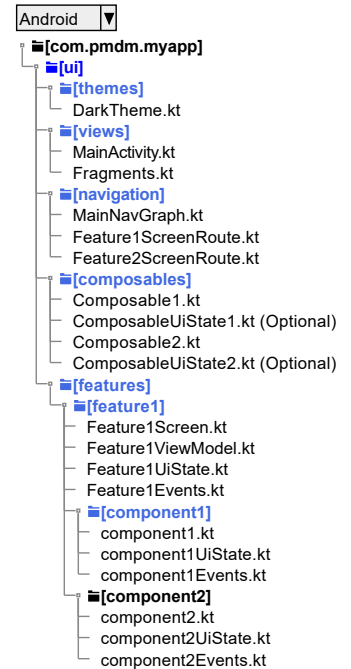 Android
[com.pmdm.myapp]
[ui]
[themes]
DarkTheme.kt
[views]
MainActivity.kt
Fragments.kt
[navigation]
MainNavGraph.kt
Feature1ScreenRoute.kt
Feature2ScreenRoute.kt
[composables]
Composable1.kt
ComposableUiState1.kt (Optional)
Composable2.kt
ComposableUiState2.kt (Optional)
[features]
[feature1]
Feature1Screen.kt
Feature1ViewModel.kt
Feature1UiState.kt
Feature1Events.kt
[component1]
component1.kt
component1UiState.kt
component1Events.kt
[component2]
component2.kt
component2UiState.kt
component2Events.kt